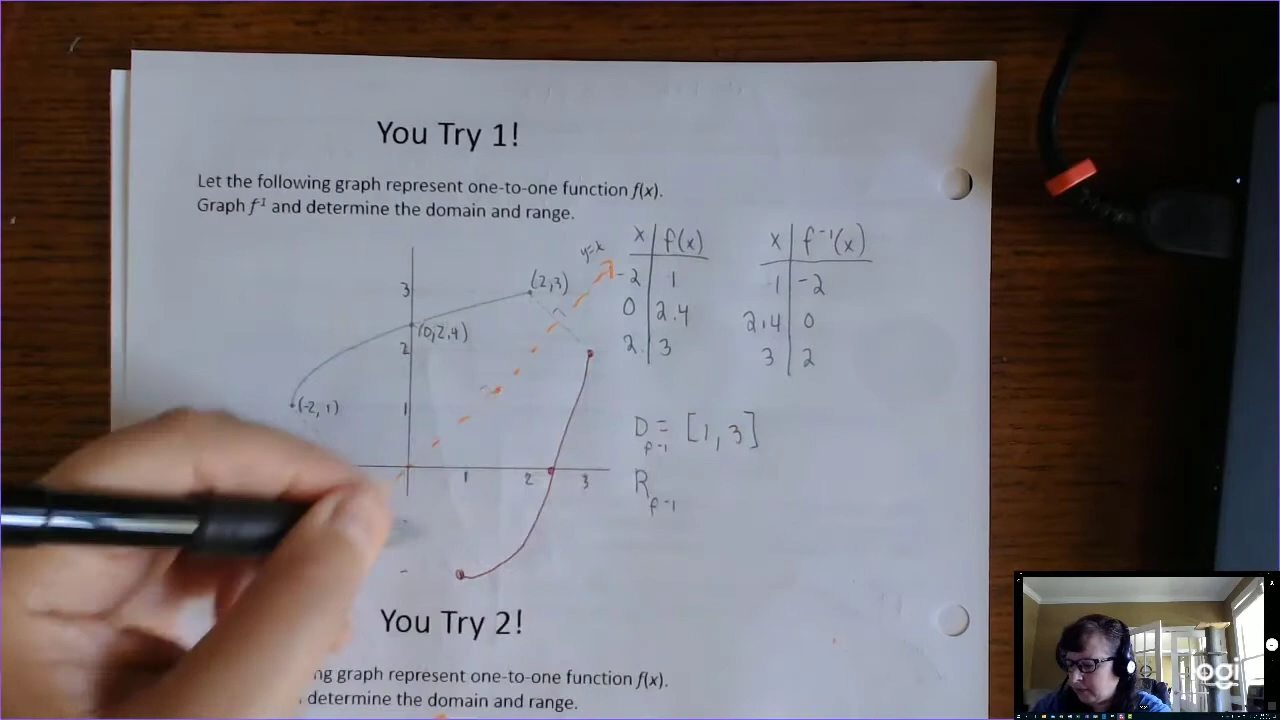 You Try 1!
Let the following graph represent one-to-one function f(x).
Graph f⁻¹ and determine the domain and range.
y=x
x f(x)
-2 1
0 2.4
2 3
x f⁻¹(x)
1 -2
2.4 0
3 2
3
(2,3)
(0,2.4)
2
(-2, 1)
1
1 2 3
D f⁻¹ = [1, 3]
R f⁻¹
You Try 2!
ng graph represent one-to-one function f(x).
determine the domain and range.
ogi